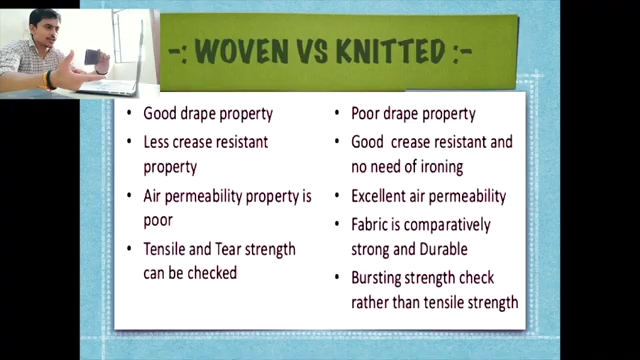 -: WOVEN VS KNITTED :-
• Good drape property
• Less crease resistant
property
• Air permeability property is
poor
• Tensile and Tear strength
can be checked
• Poor drape property
• Good crease resistant and
no need of ironing
• Excellent air permeability
• Fabric is comparatively
strong and Durable
• Bursting strength check
rather than tensile strength